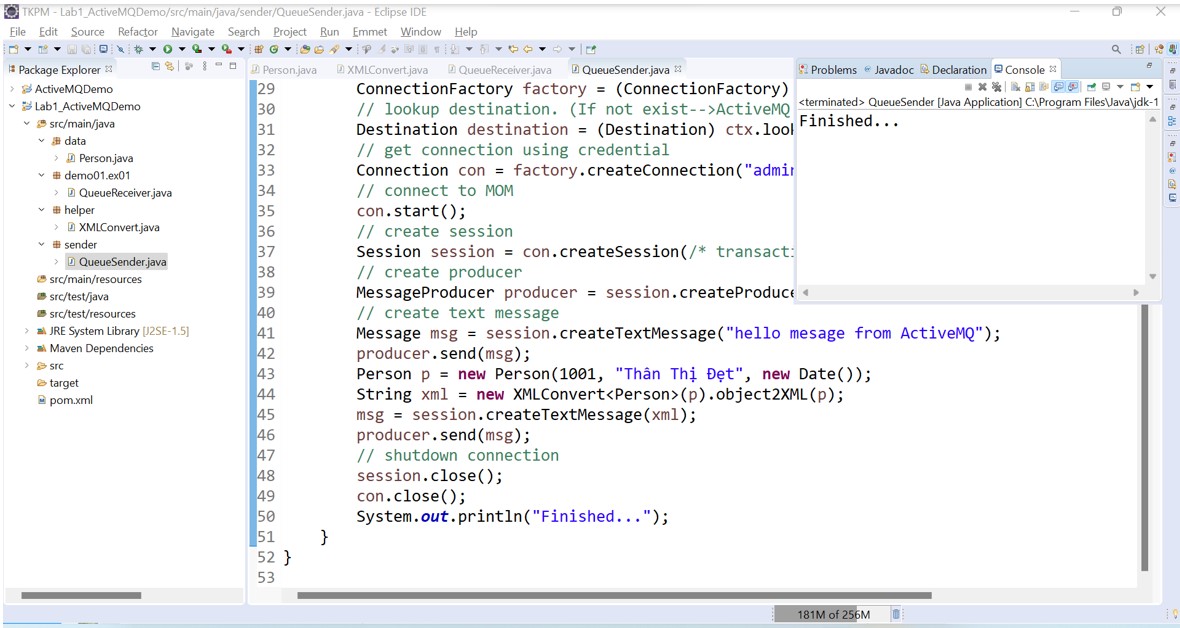 TKPM - Lab1_ActiveMQDemo/src/main/java/sender/QueueSender.java - Eclipse IDE
File Edit Source Refactor Navigate Search Project Run Emmet Window Help
Package Explorer
ActiveMQDemo
Lab1_ActiveMQDemo
src/main/java
data
Person.java
demo01.ex01
QueueReceiver.java
helper
XMLConvert.java
sender
QueueSender.java
src/main/resources
src/test/java
src/test/resources
JRE System Library [J2SE-1.5]
Maven Dependencies
src
target
pom.xml
Person.java XMLConvert.java QueueReceiver.java QueueSender.java
29 ConnectionFactory factory = (ConnectionFactory)
30 // lookup destination. (If not exist-->ActiveMQ
31 Destination destination = (Destination) ctx.look
32 // get connection using credential
33 Connection con = factory.createConnection("admin
34 // connect to MOM
35 con.start();
36 // create session
37 Session session = con.createSession(/* transacti
38 // create producer
39 MessageProducer producer = session.createProduce
40 // create text message
41 Message msg = session.createTextMessage("hello mesage from ActiveMQ");
42 producer.send(msg);
43 Person p = new Person(1001, "Thân Thị Đẹt", new Date());
44 String xml = new XMLConvert<Person>(p).object2XML(p);
45 msg = session.createTextMessage(xml);
46 producer.send(msg);
47 // shutdown connection
48 session.close();
49 con.close();
50 System.out.println("Finished...");
51 }
52 }
53
Problems Javadoc Declaration Console
<terminated> QueueSender [Java Application] C:\Program Files\Java\jdk-1
Finished...
181M of 256M